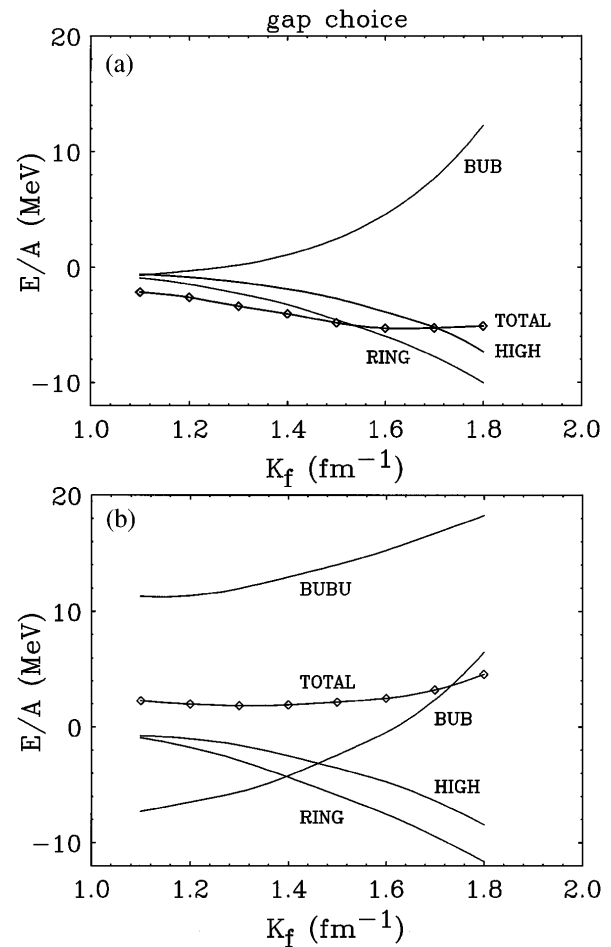 gap choice
(a)
20
10
0
−10
E/A (MeV)
BUB
TOTAL
HIGH
RING
1.0 1.2 1.4 1.6 1.8 2.0
K_f (fm⁻¹)
(b)
20
10
0
−10
E/A (MeV)
BUBU
TOTAL
BUB
HIGH
RING
1.0 1.2 1.4 1.6 1.8 2.0
K_f (fm⁻¹)